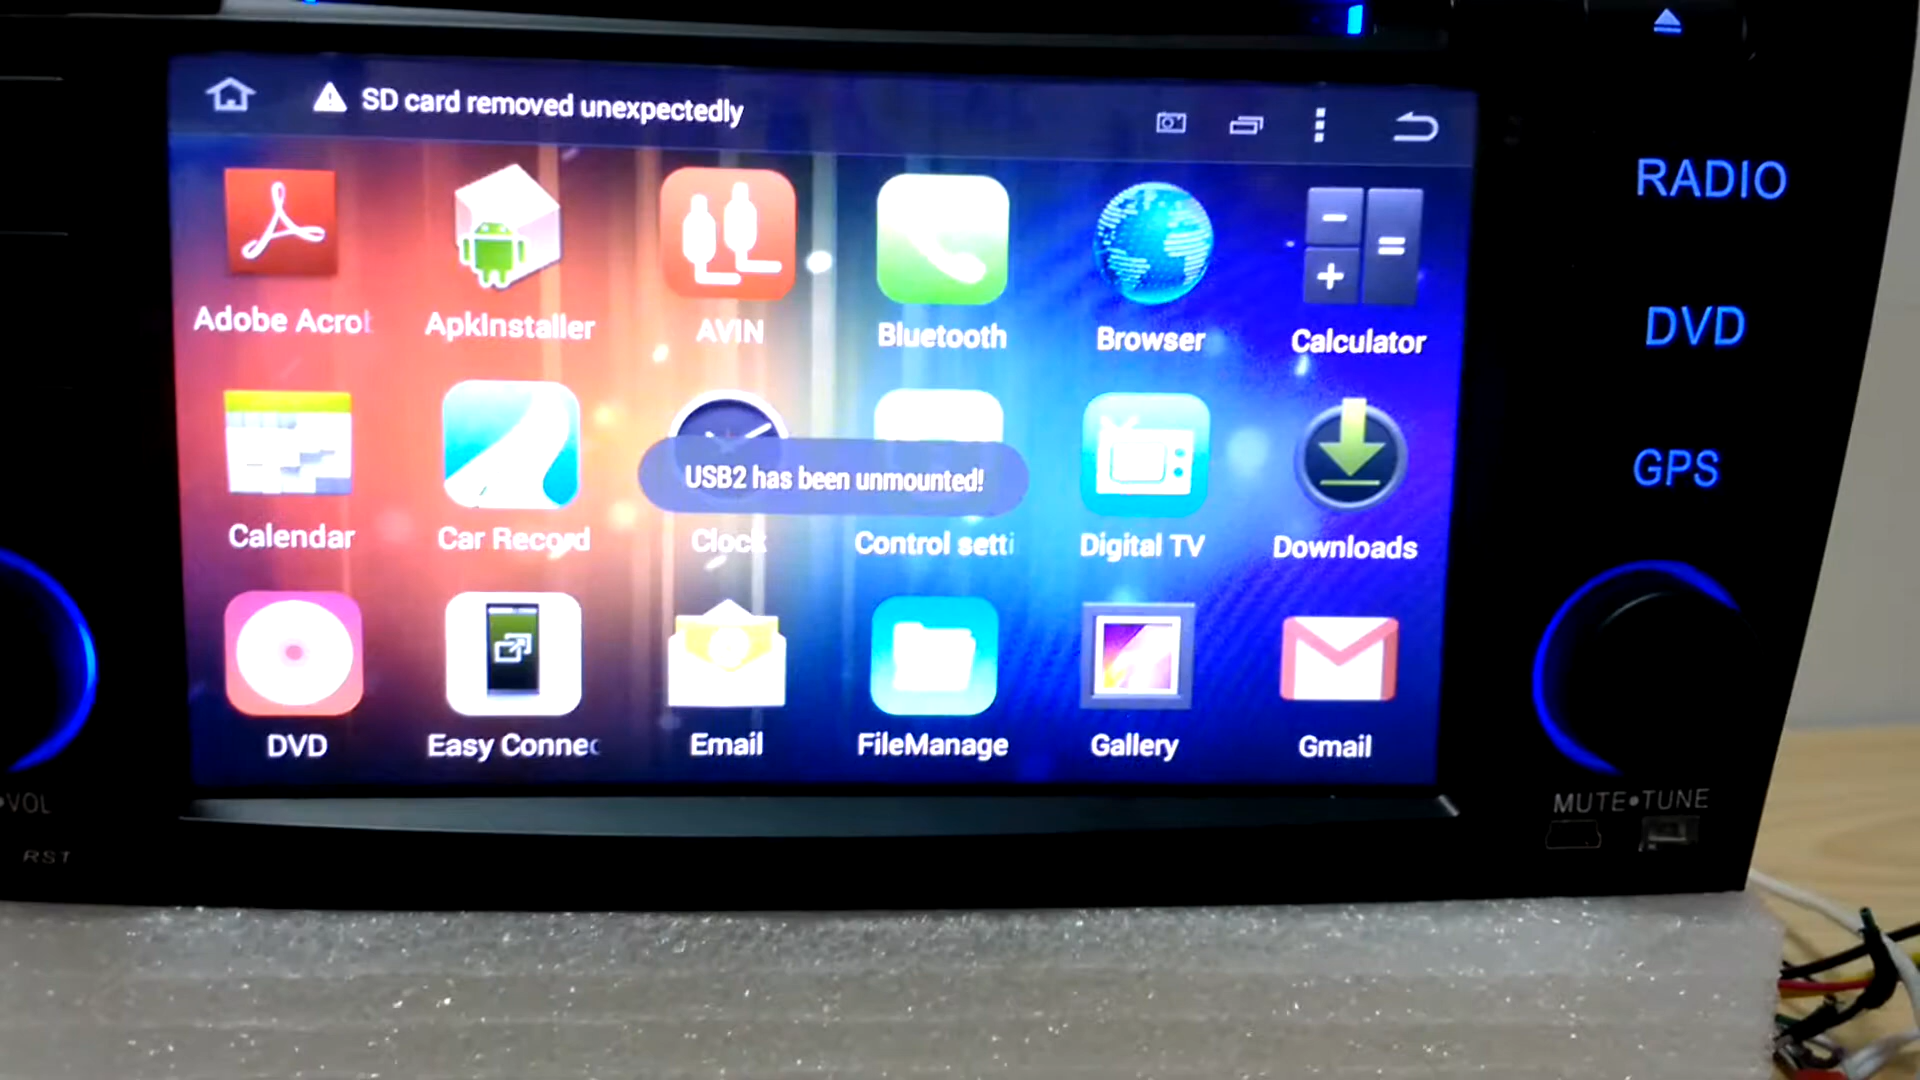 SD card removed unexpectedly
RADIO
Adobe Acro
ApkInstaller
AVIN
Bluetooth
Browser
Calculator
DVD
USB2 has been unmounted!
GPS
Calendar
Car Record
Clock
Control setti
Digital TV
Downloads
DVD
Easy Connec
Email
FileManage
Gallery
Gmail
•VOL
MUTE•TUNE
RST